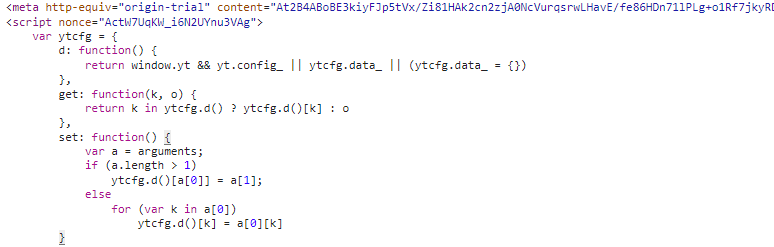 <meta http-equiv="origin-trial" content="At2B4ABoBE3kiyFJp5tVx/Zi81HAk2cn2zjA0NcVurqsrwLHavE/fe86HDn71lPLg+o1Rf7jkyRD
<script nonce="ActW7UqKW_i6N2UYnu3VAg">
var ytcfg = {
d: function() {
return window.yt && yt.config_ || ytcfg.data_ || (ytcfg.data_ = {})
},
get: function(k, o) {
return k in ytcfg.d() ? ytcfg.d()[k] : o
},
set: function() {
var a = arguments;
if (a.length > 1)
ytcfg.d()[a[0]] = a[1];
else
for (var k in a[0])
ytcfg.d()[k] = a[0][k]
}